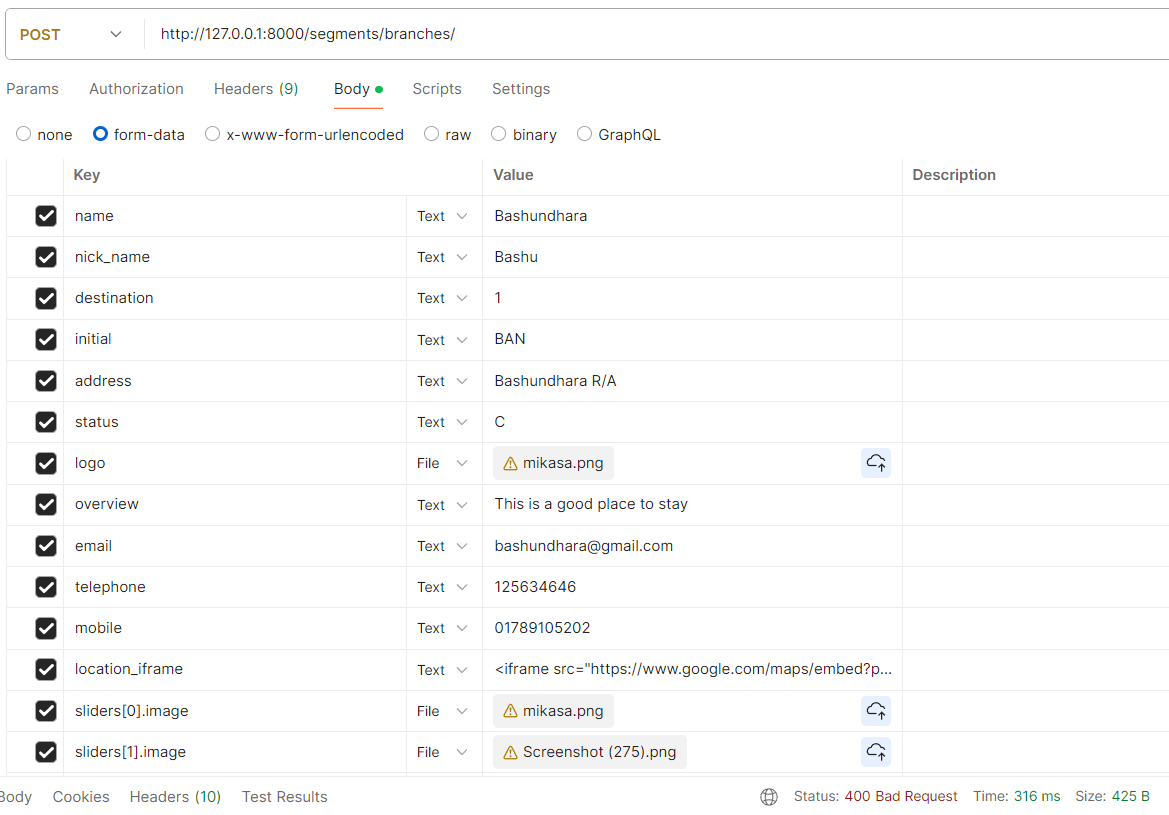 POST http://127.0.0.1:8000/segments/branches/
Params Authorization Headers (9) Body Scripts Settings
none form-data x-www-form-urlencoded raw binary GraphQL
Key Value Description
name Text Bashundhara
nick_name Text Bashu
destination Text 1
initial Text BAN
address Text Bashundhara R/A
status Text C
logo File mikasa.png
overview Text This is a good place to stay
email Text bashundhara@gmail.com
telephone Text 125634646
mobile Text 01789105202
location_iframe Text <iframe src="https://www.google.com/maps/embed?p...
sliders[0].image File mikasa.png
sliders[1].image File Screenshot (275).png
Body Cookies Headers (10) Test Results Status: 400 Bad Request Time: 316 ms Size: 425 B